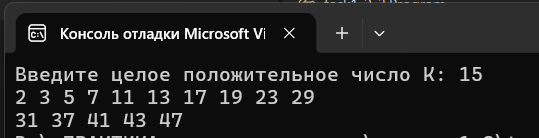 Консоль отладки Microsoft Vi
Введите целое положительное число K: 15
2 3 5 7 11 13 17 19 23 29
31 37 41 43 47